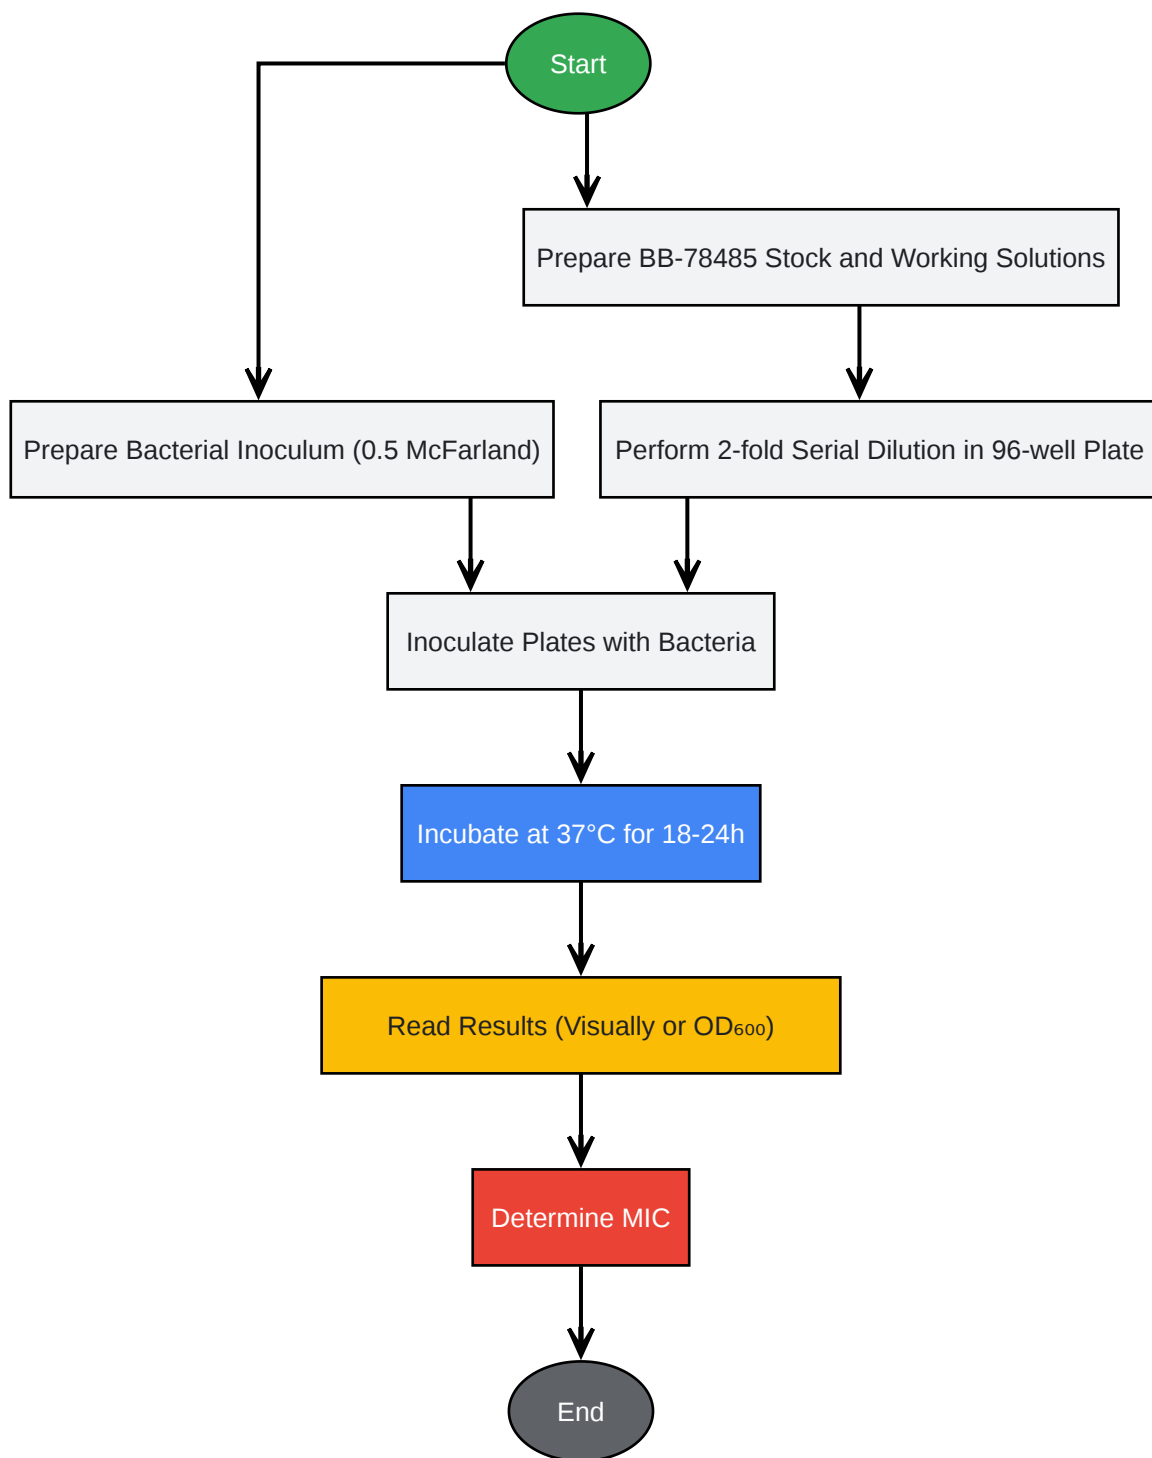 Start
Prepare BB-78485 Stock and Working Solutions
Prepare Bacterial Inoculum (0.5 McFarland)
Perform 2-fold Serial Dilution in 96-well Plate
Inoculate Plates with Bacteria
Incubate at 37°C for 18-24h
Read Results (Visually or OD₆₀₀)
Determine MIC
End